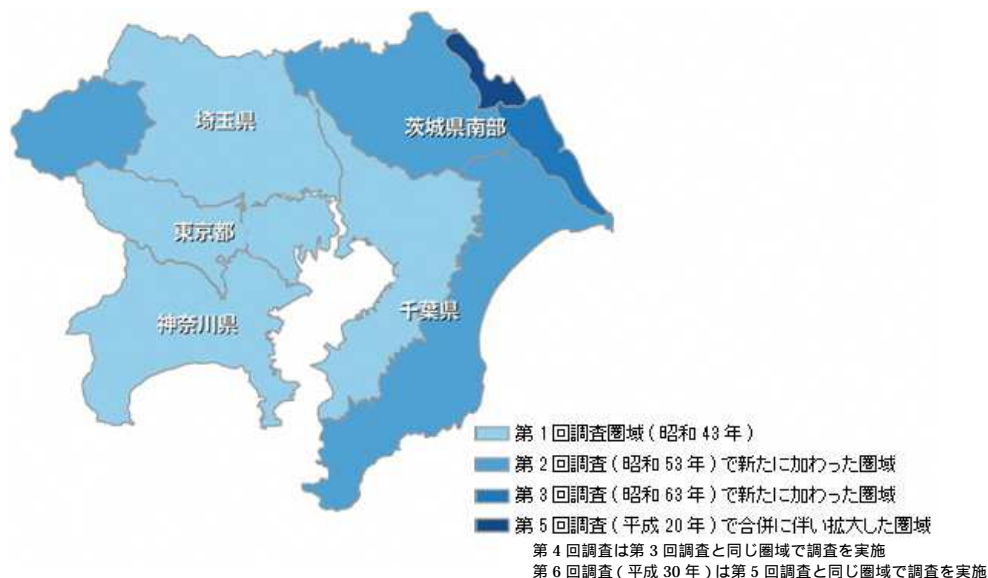 埼玉県
茨城県南部
東京都
千葉県
神奈川県
第1回調査圏域(昭和43年)
第2回調査(昭和53年)で新たに加わった圏域
第3回調査(昭和63年)で新たに加わった圏域
第5回調査(平成20年)で合併に伴い拡大した圏域
第4回調査は第3回調査と同じ圏域で調査を実施
第6回調査(平成30年)は第5回調査と同じ圏域で調査を実施